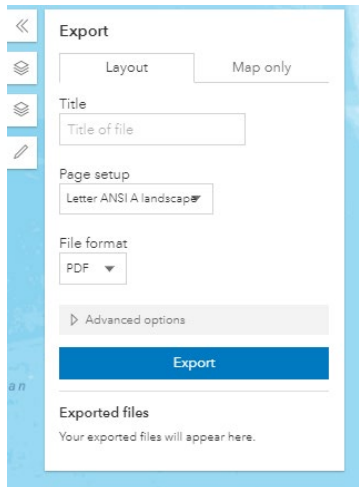 Export
Layout
Map only
Title
Title of file
Page setup
Letter ANSI A landscape
File format
PDF
Advanced options
Export
an
Exported files
Your exported files will appear here.